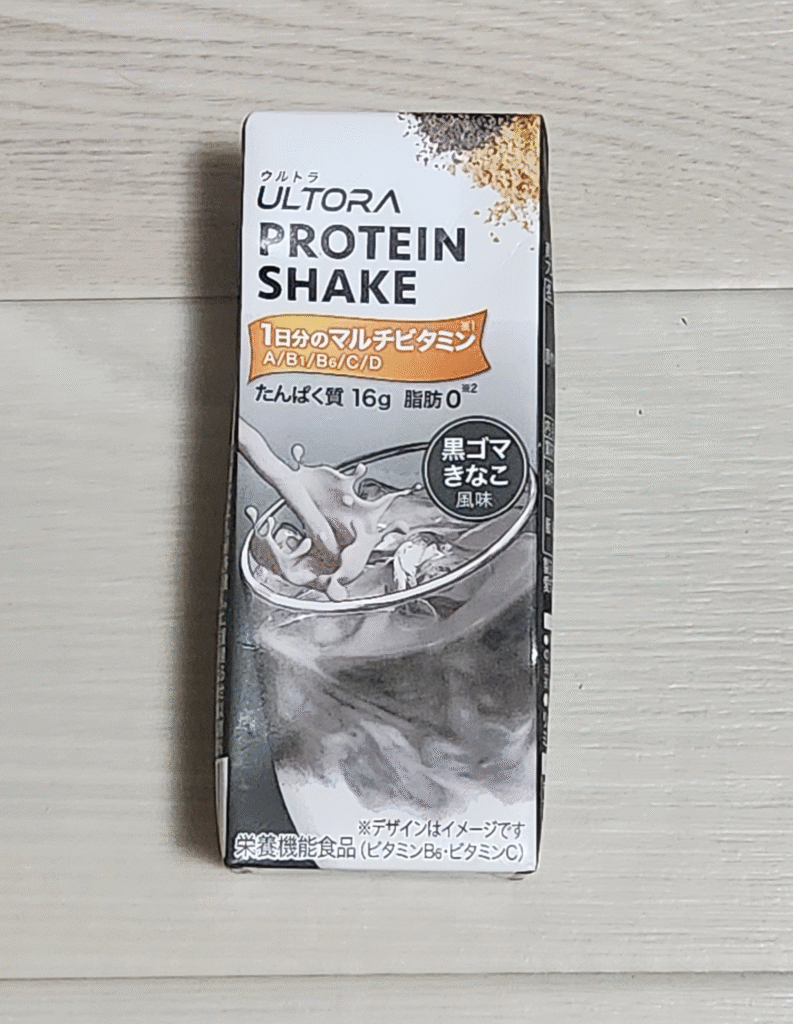 ウルトラ
ULTORA
PROTEIN
SHAKE
1日分のマルチビタミン※1
A/B1/B6/C/D
たんぱく質 16g 脂肪0※2
黒ゴマ
きなこ
風味
※デザインはイメージです
栄養機能食品(ビタミンB6・ビタミンC)